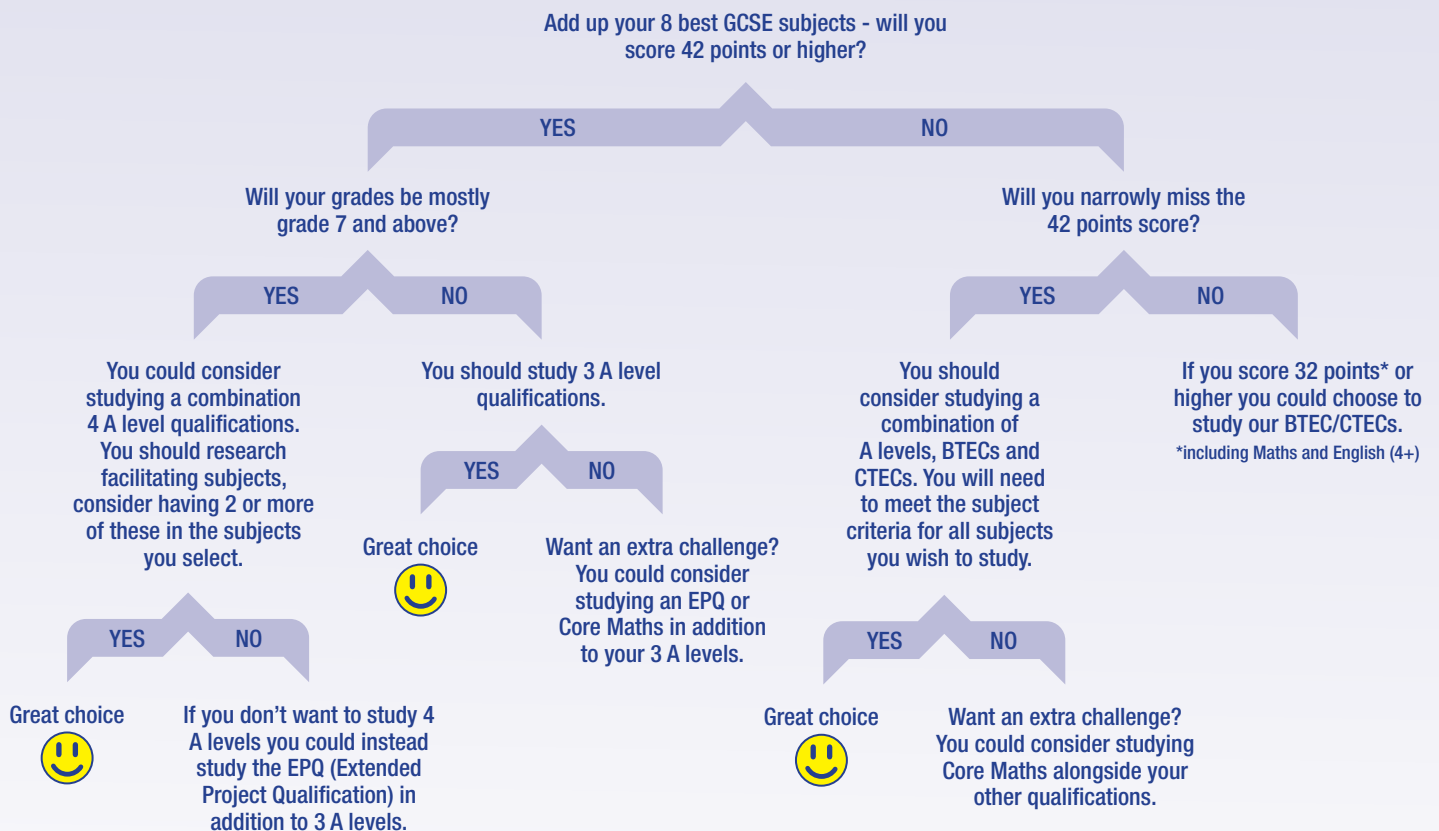 Add up your 8 best GCSE subjects - will you
score 42 points or higher?
YES
NO
Will your grades be mostly
grade 7 and above?
Will you narrowly miss the
42 points score?
YES
NO
YES
NO
You could consider
studying a combination
4 A level qualifications.
You should research
facilitating subjects,
consider having 2 or more
of these in the subjects
you select.
You should study 3 A level
qualifications.
You should
consider studying a
combination of
A levels, BTECs and
CTECs. You will need
to meet the subject
criteria for all subjects
you wish to study.
If you score 32 points* or
higher you could choose to
study our BTEC/CTECs.
*including Maths and English (4+)
YES
NO
Great choice
Want an extra challenge?
You could consider
studying an EPQ or
Core Maths in addition
to your 3 A levels.
YES
NO
YES
NO
Great choice
If you don’t want to study 4
A levels you could instead
study the EPQ (Extended
Project Qualification) in
addition to 3 A levels.
Great choice
Want an extra challenge?
You could consider studying
Core Maths alongside your
other qualifications.